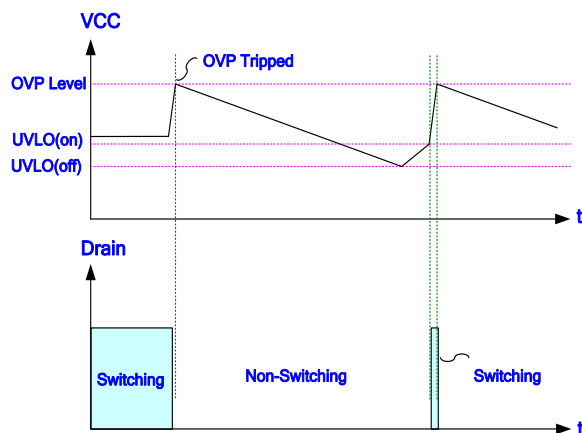 VCC
OVP Tripped
OVP Level
UVLO(on)
UVLO(off)
t
Drain
Switching
Non-Switching
Switching
t